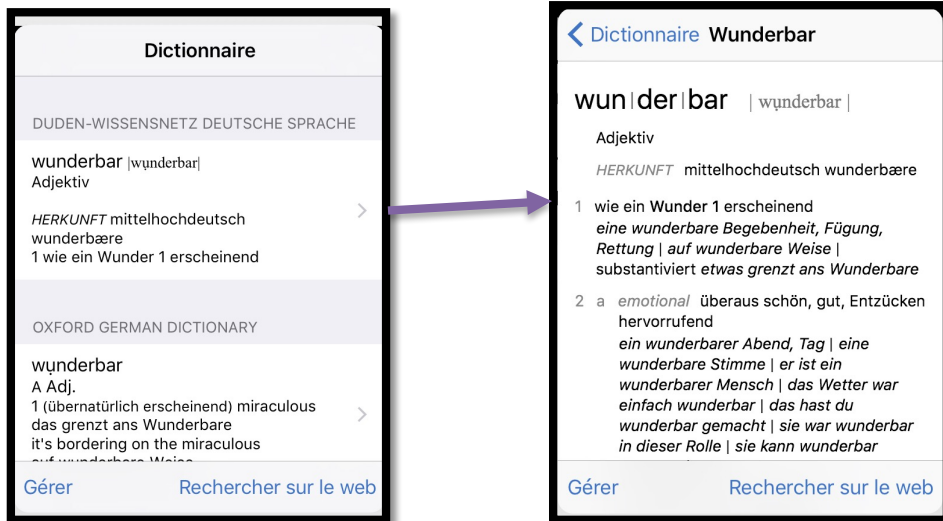 Dictionnaire
DUDEN-WISSENSNETZ DEUTSCHE SPRACHE
wunderbar |wụnderbar|
Adjektiv
HERKUNFT mittelhochdeutsch
wunderbære
1 wie ein Wunder 1 erscheinend
OXFORD GERMAN DICTIONARY
wụnderbar
A Adj.
1 (übernatürlich erscheinend) miraculous
das grenzt ans Wunderbare
it's bordering on the miraculous
auf wunderbare Weise
Gérer Rechercher sur le web
Dictionnaire Wunderbar
wun|der|bar | wụnderbar |
Adjektiv
HERKUNFT mittelhochdeutsch wunderbære
1 wie ein Wunder 1 erscheinend
eine wunderbare Begebenheit, Fügung,
Rettung | auf wunderbare Weise |
substantiviert etwas grenzt ans Wunderbare
2 a emotional überaus schön, gut, Entzücken
hervorrufend
ein wunderbarer Abend, Tag | eine
wunderbare Stimme | er ist ein
wunderbarer Mensch | das Wetter war
einfach wunderbar | das hast du
wunderbar gemacht | sie war wunderbar
in dieser Rolle | sie kann wunderbar
Gérer Rechercher sur le web